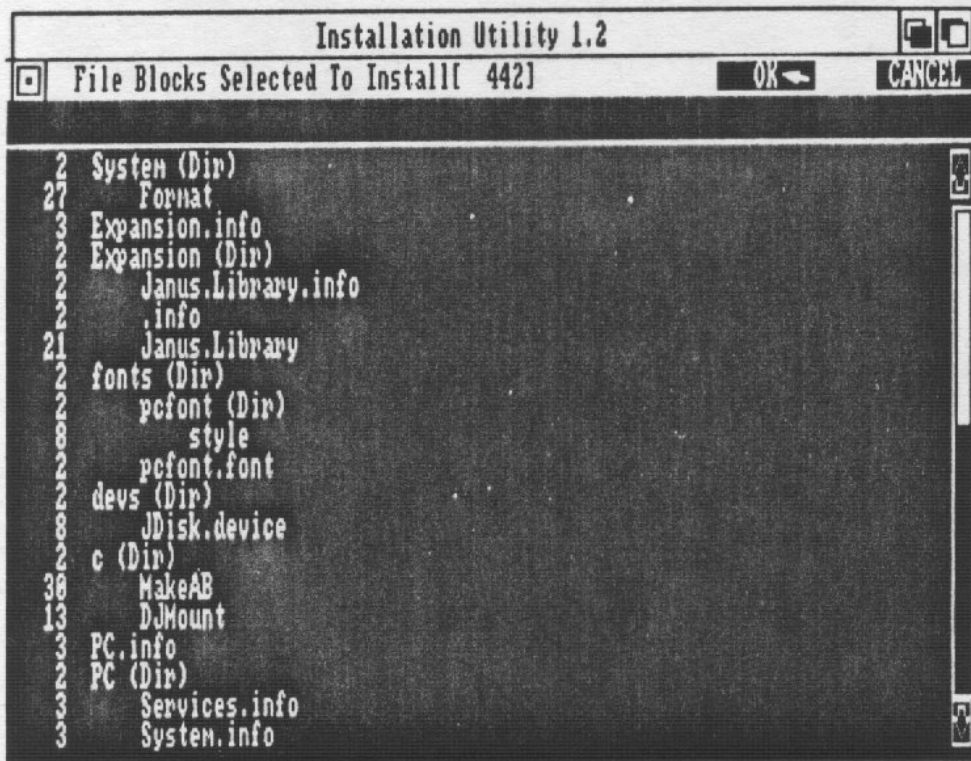 Installation Utility 1.2
File Blocks Selected To Install[  442]  OK  CANCEL
2 System (Dir)
27 Format
3 Expansion.info
2 Expansion (Dir)
2 Janus.Library.info
2 .info
21 Janus.Library
2 fonts (Dir)
2 pcfont (Dir)
8 style
2 pcfont.font
2 devs (Dir)
8 JDisk.device
2 c (Dir)
30 MakeAB
13 DJMount
3 PC.info
2 PC (Dir)
3 Services.info
3 System.info